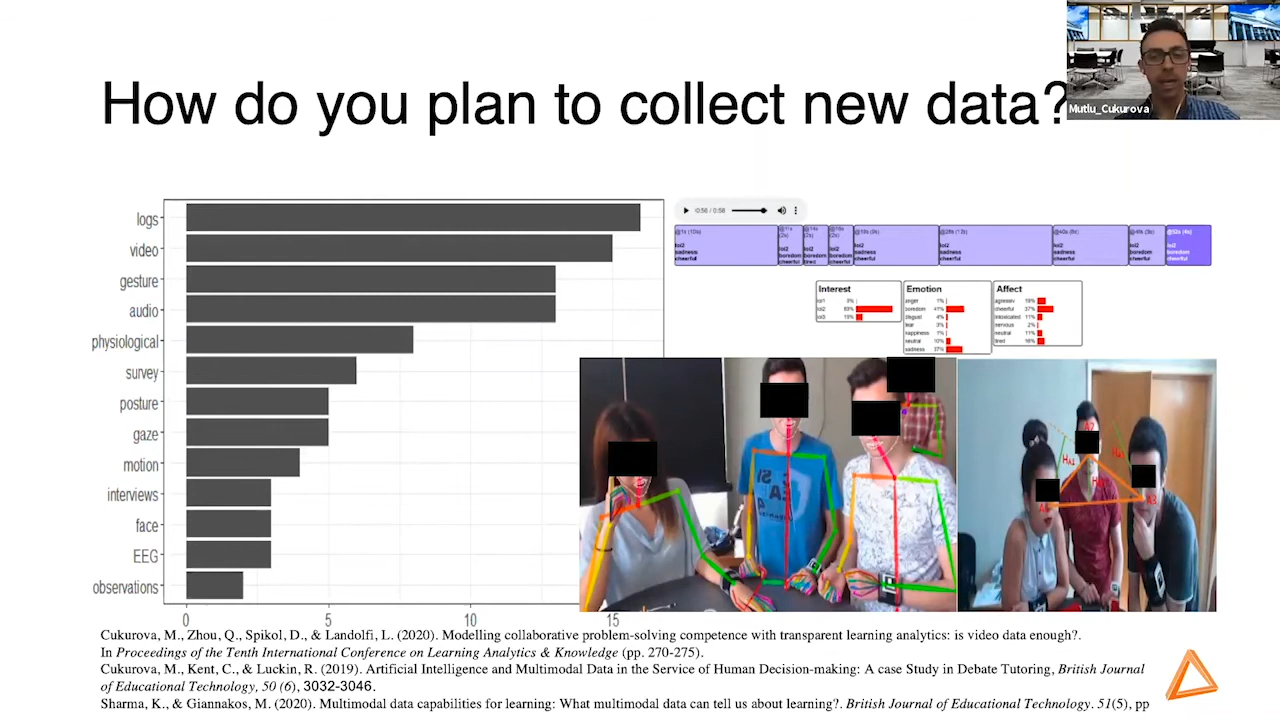 How do you plan to collect new data?
Mutlu_Cukurova
logs
video
gesture
audio
physiological
survey
posture
gaze
motion
interviews
face
EEG
observations
0 5 10 15
0:58 / 0:58
Interest
Emotion
Affect
anger
boredom
disgust
fear
happiness
neutral
sadness
cheerful
intoxicated
nervous
neutral
tired
A2
A3
Cukurova, M., Zhou, Q., Spikol, D., & Landolfi, L. (2020). Modelling collaborative problem-solving competence with transparent learning analytics: is video data enough?.
In Proceedings of the Tenth International Conference on Learning Analytics & Knowledge (pp. 270-275).
Cukurova, M., Kent, C., & Luckin, R. (2019). Artificial Intelligence and Multimodal Data in the Service of Human Decision-making: A case Study in Debate Tutoring, British Journal
of Educational Technology, 50 (6), 3032-3046.
Sharma, K., & Giannakos, M. (2020). Multimodal data capabilities for learning: What multimodal data can tell us about learning?. British Journal of Educational Technology. 51(5), pp